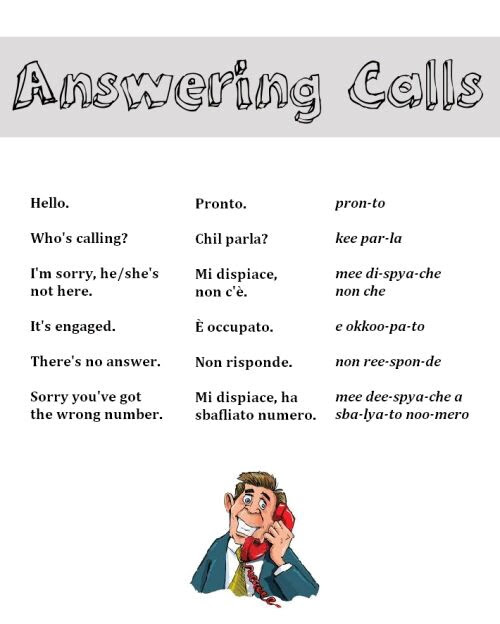 Answering Calls
Hello. Pronto. pron-to
Who's calling? Chil parla? kee par-la
I'm sorry, he/she's Mi dispiace, mee di-spya-che
not here. non c'è. non che
It's engaged. È occupato. e okkoo-pa-to
There's no answer. Non risponde. non ree-spon-de
Sorry you've got Mi dispiace, ha mee dee-spya-che a
the wrong number. sbafliato numero. sba-lya-to noo-mero